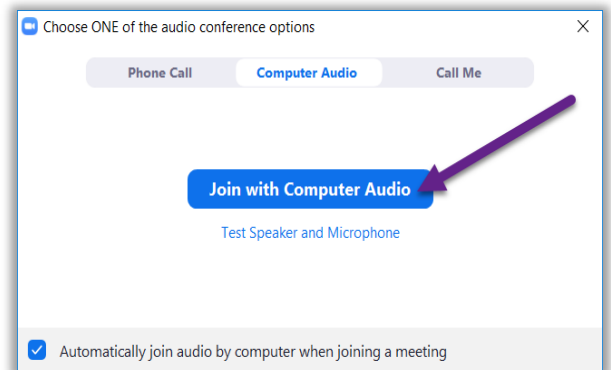 Choose ONE of the audio conference options
Phone Call Computer Audio Call Me
Join with Computer Audio
Test Speaker and Microphone
Automatically join audio by computer when joining a meeting